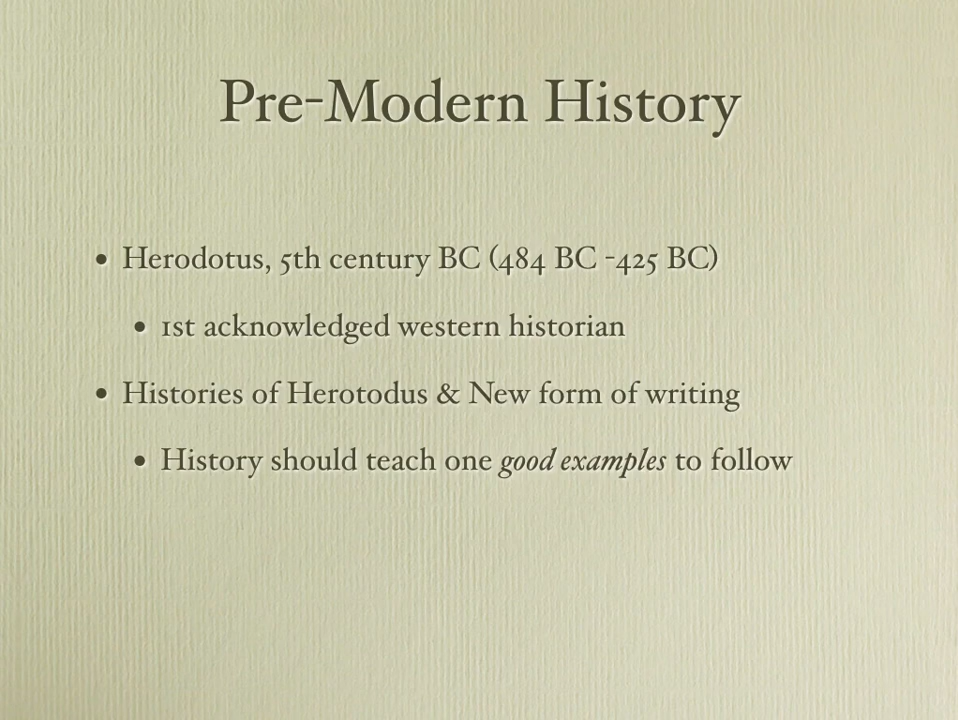 Pre-Modern History
• Herodotus, 5th century BC (484 BC -425 BC)
• 1st acknowledged western historian
• Histories of Herotodus & New form of writing
• History should teach one good examples to follow